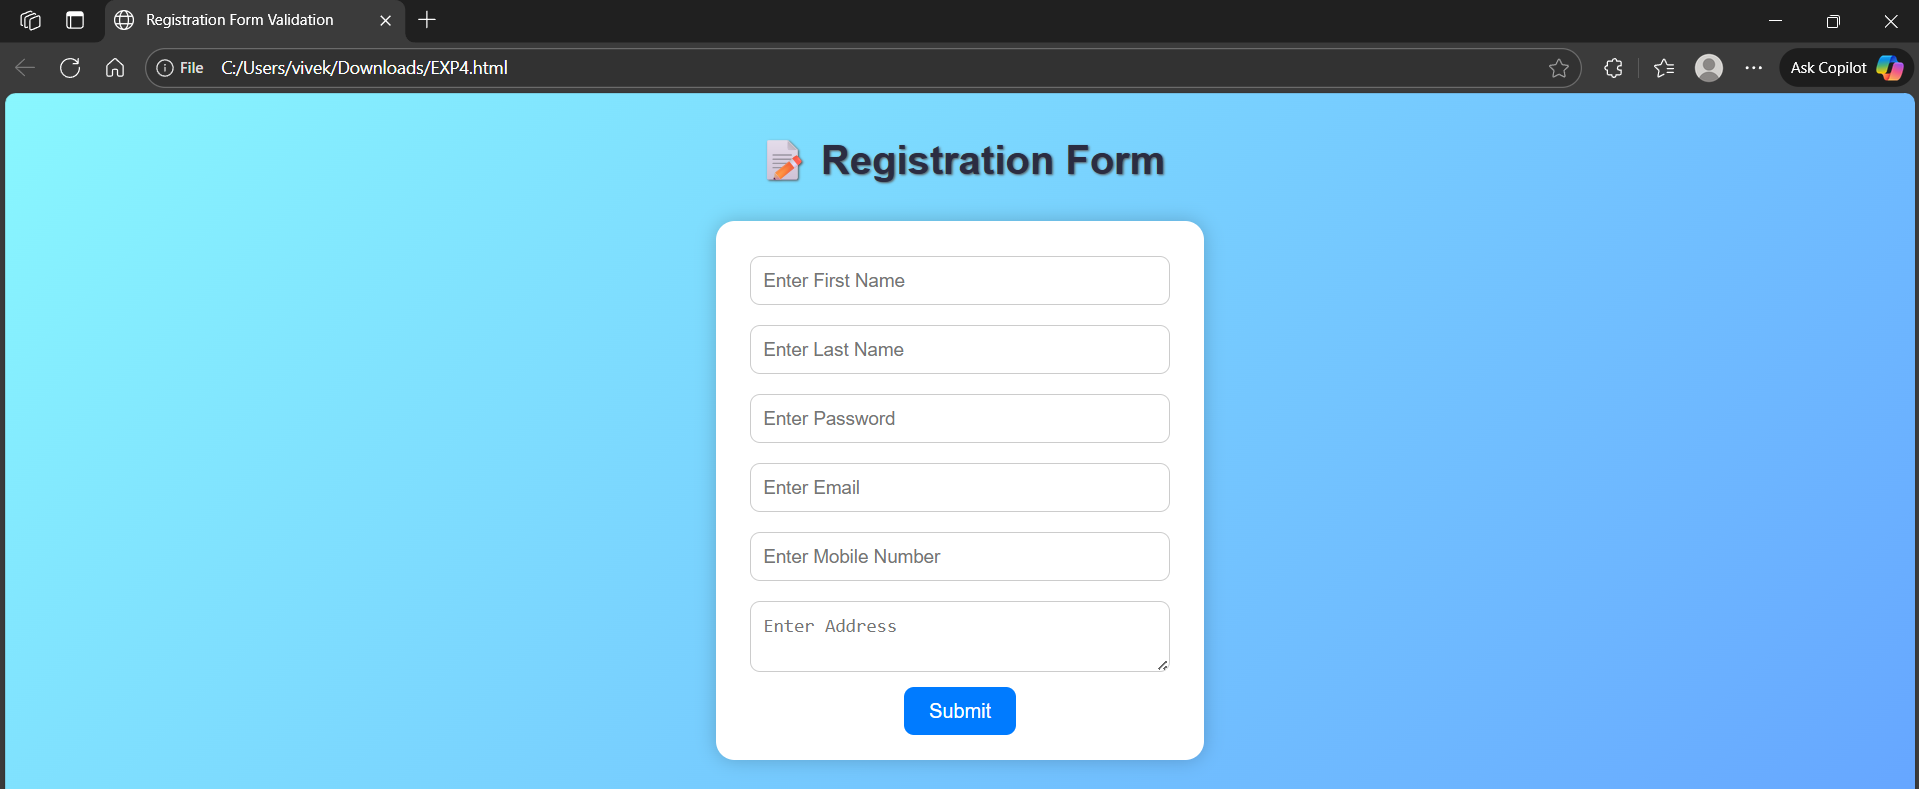 Registration Form Validation
File C:/Users/vivek/Downloads/EXP4.html Ask Copilot
📝 Registration Form
Enter First Name
Enter Last Name
Enter Password
Enter Email
Enter Mobile Number
Enter Address
Submit